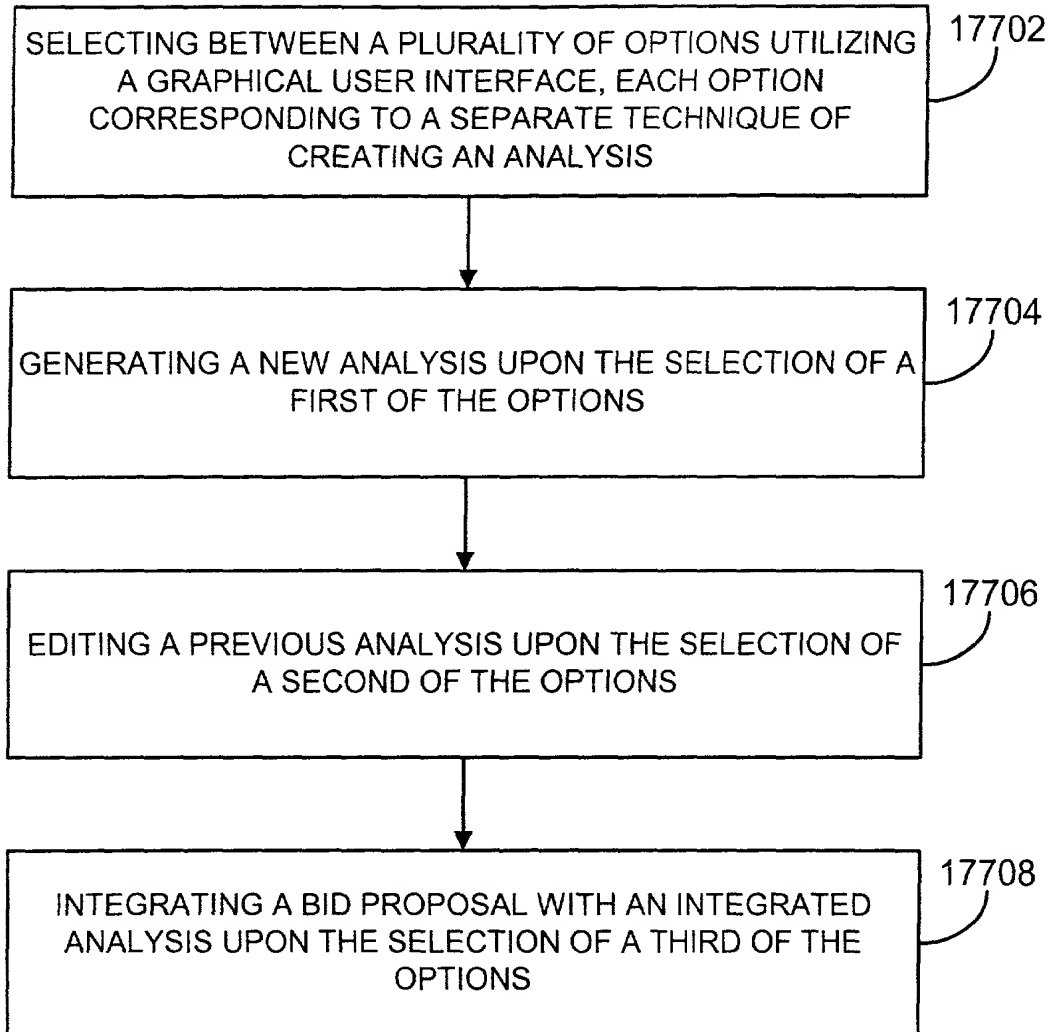 SELECTING BETWEEN A PLURALITY OF OPTIONS UTILIZING
A GRAPHICAL USER INTERFACE, EACH OPTION
CORRESPONDING TO A SEPARATE TECHNIQUE OF
CREATING AN ANALYSIS
17702
GENERATING A NEW ANALYSIS UPON THE SELECTION OF A
FIRST OF THE OPTIONS
17704
EDITING A PREVIOUS ANALYSIS UPON THE SELECTION OF
A SECOND OF THE OPTIONS
17706
INTEGRATING A BID PROPOSAL WITH AN INTEGRATED
ANALYSIS UPON THE SELECTION OF A THIRD OF THE
OPTIONS
17708